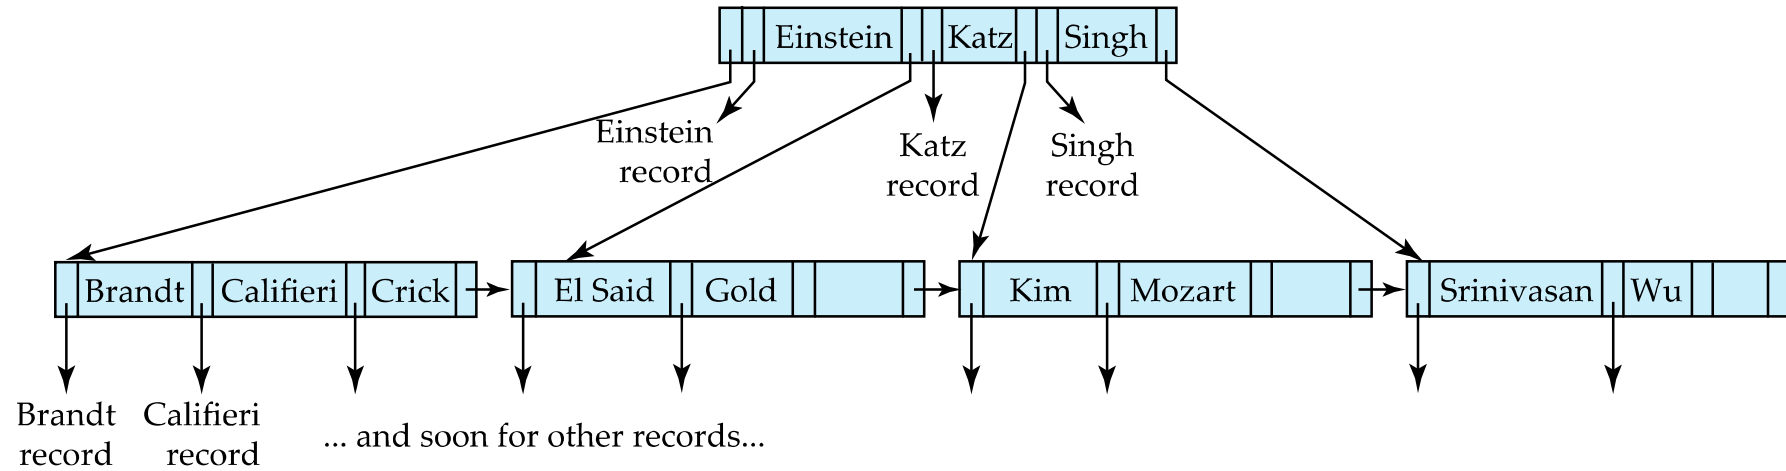 Einstein Katz Singh
Einstein
record
Katz
record
Singh
record
Brandt Califieri Crick El Said Gold Kim Mozart Srinivasan Wu
Brandt
record
Califieri
record
... and soon for other records...